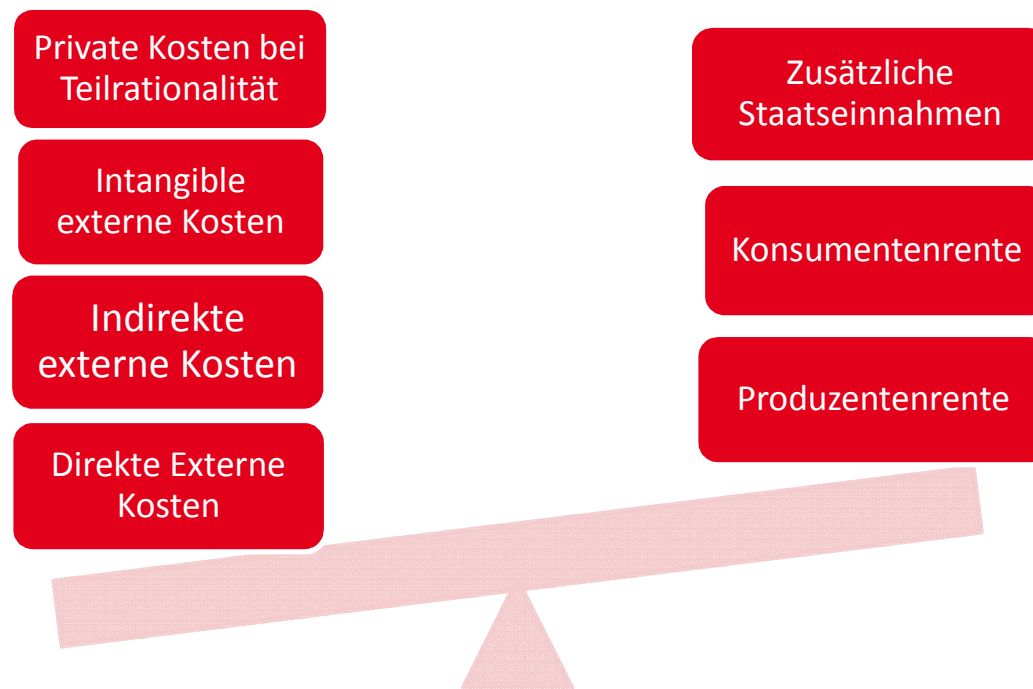 Private Kosten bei
Teilrationalität
Intangible
externe Kosten
Indirekte
externe Kosten
Direkte Externe
Kosten
Zusätzliche
Staatseinnahmen
Konsumentenrente
Produzentenrente